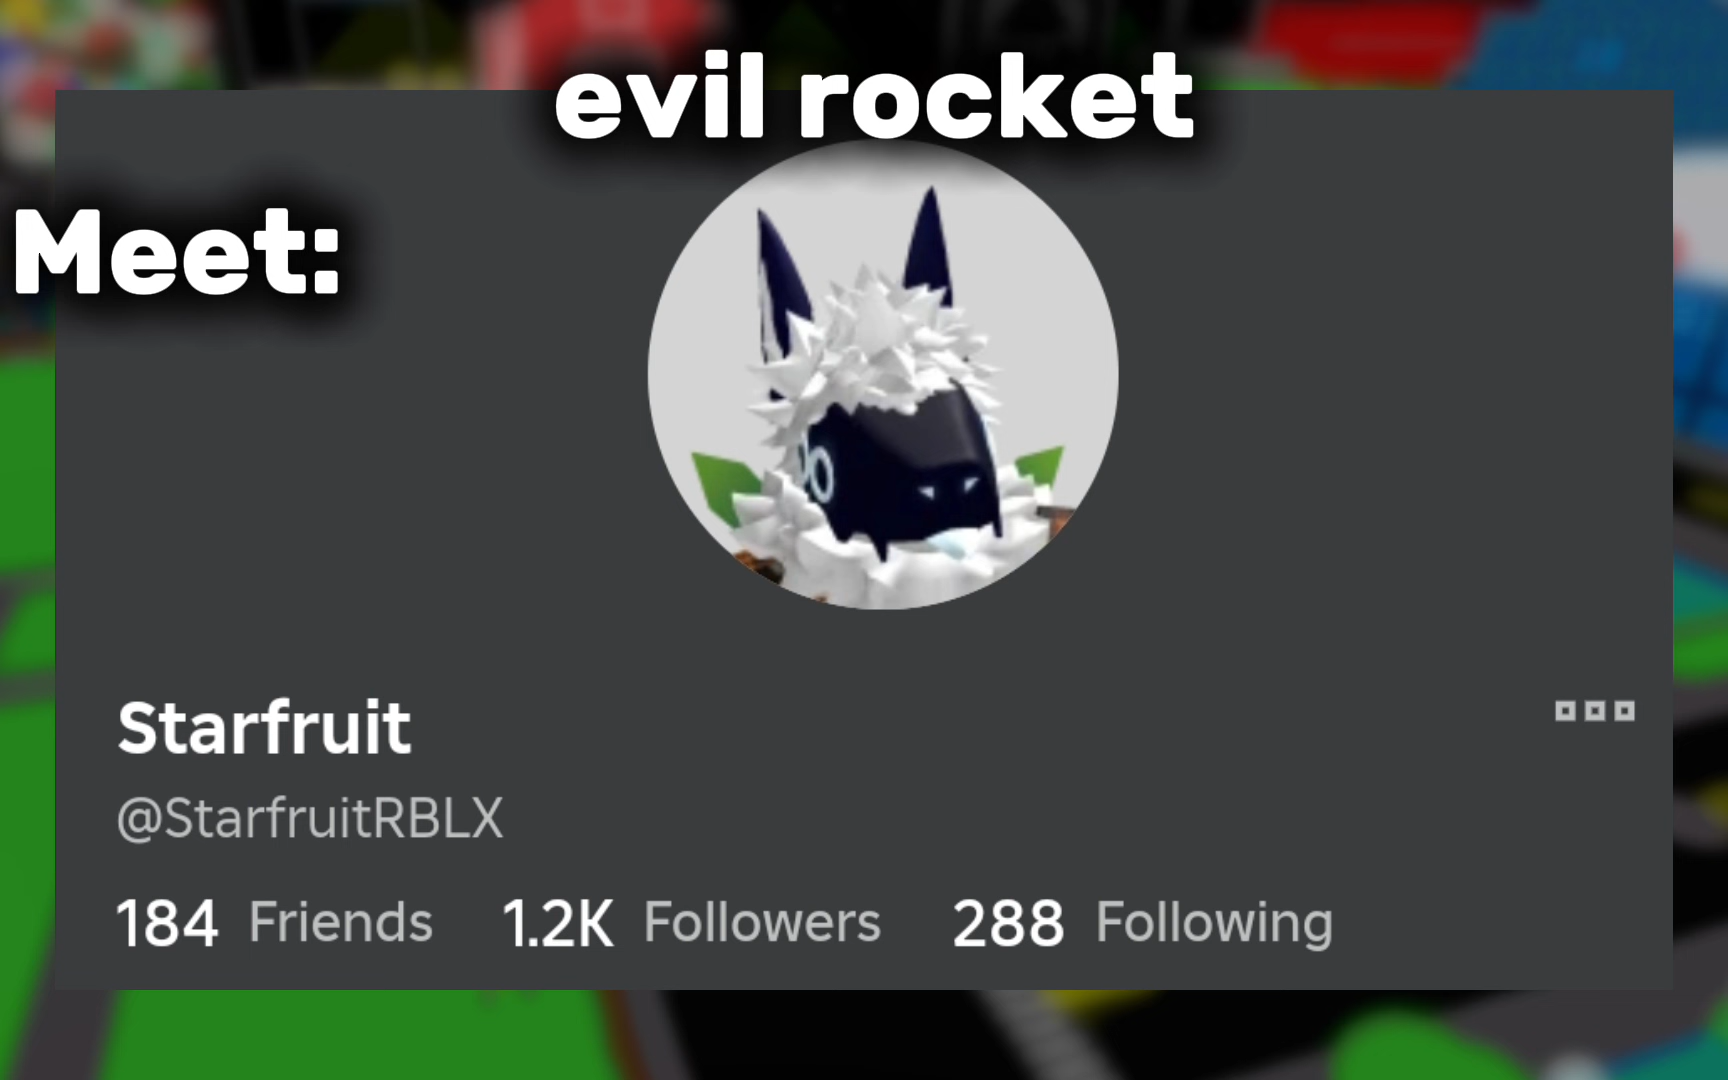 evil rocket
Meet:
Starfruit
@StarfruitRBLX
184 Friends 1.2K Followers 288 Following